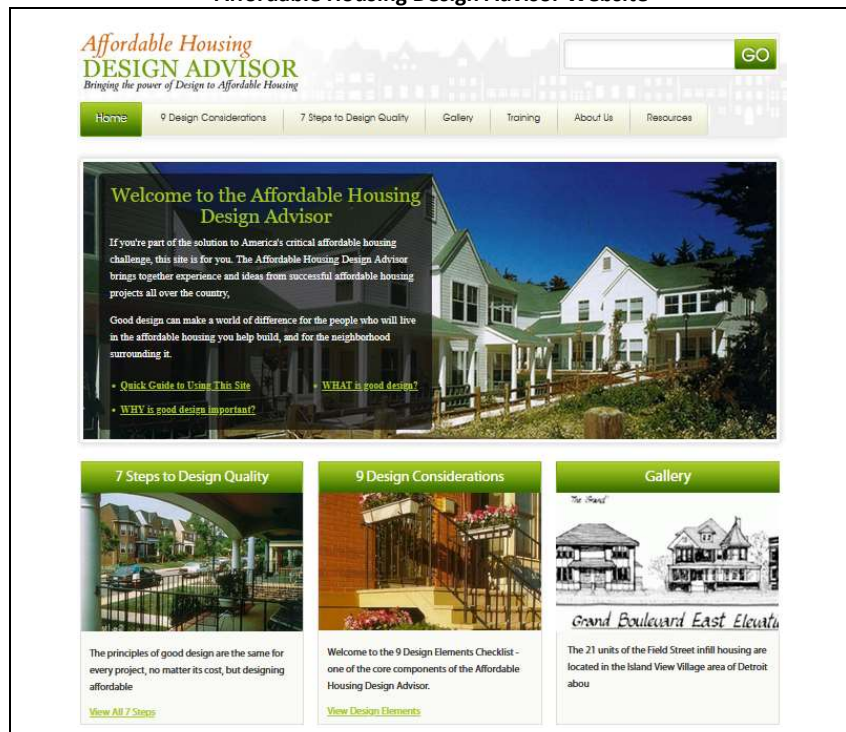 Affordable Housing Design Advisor Website
Affordable Housing
DESIGN ADVISOR
Bringing the power of Design to Affordable Housing
GO
Home 9 Design Considerations 7 Steps to Design Quality Gallery Training About Us Resources
Welcome to the Affordable Housing
Design Advisor
If you're part of the solution to America's critical affordable housing
challenge, this site is for you. The Affordable Housing Design Advisor
brings together experience and ideas from successful affordable housing
projects all over the country,
Good design can make a world of difference for the people who will live
in the affordable housing you help build, and for the neighborhood
surrounding it.
• Quick Guide to Using This Site • WHAT is good design?
• WHY is good design important?
7 Steps to Design Quality
The principles of good design are the same for
every project, no matter its cost, but designing
affordable
View All 7 Steps
9 Design Considerations
Welcome to the 9 Design Elements Checklist -
one of the core components of the Affordable
Housing Design Advisor.
View Design Elements
Gallery
"The Grand"
Grand Boulevard East Elevatu
The 21 units of the Field Street infill housing are
located in the Island View Village area of Detroit
abou